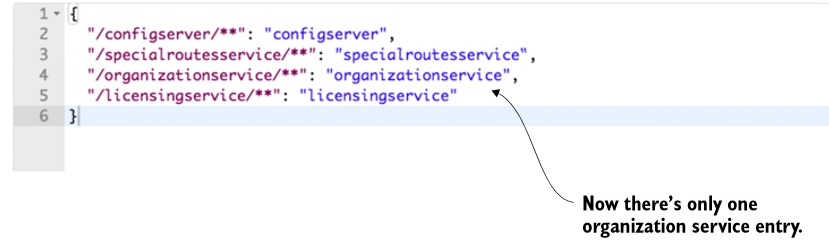 1 {
2 "/configserver/**": "configserver",
3 "/specialroutesservice/**": "specialroutesservice",
4 "/organizationservice/**": "organizationservice",
5 "/licensingservice/**": "licensingservice"
6 }
Now there's only one
organization service entry.